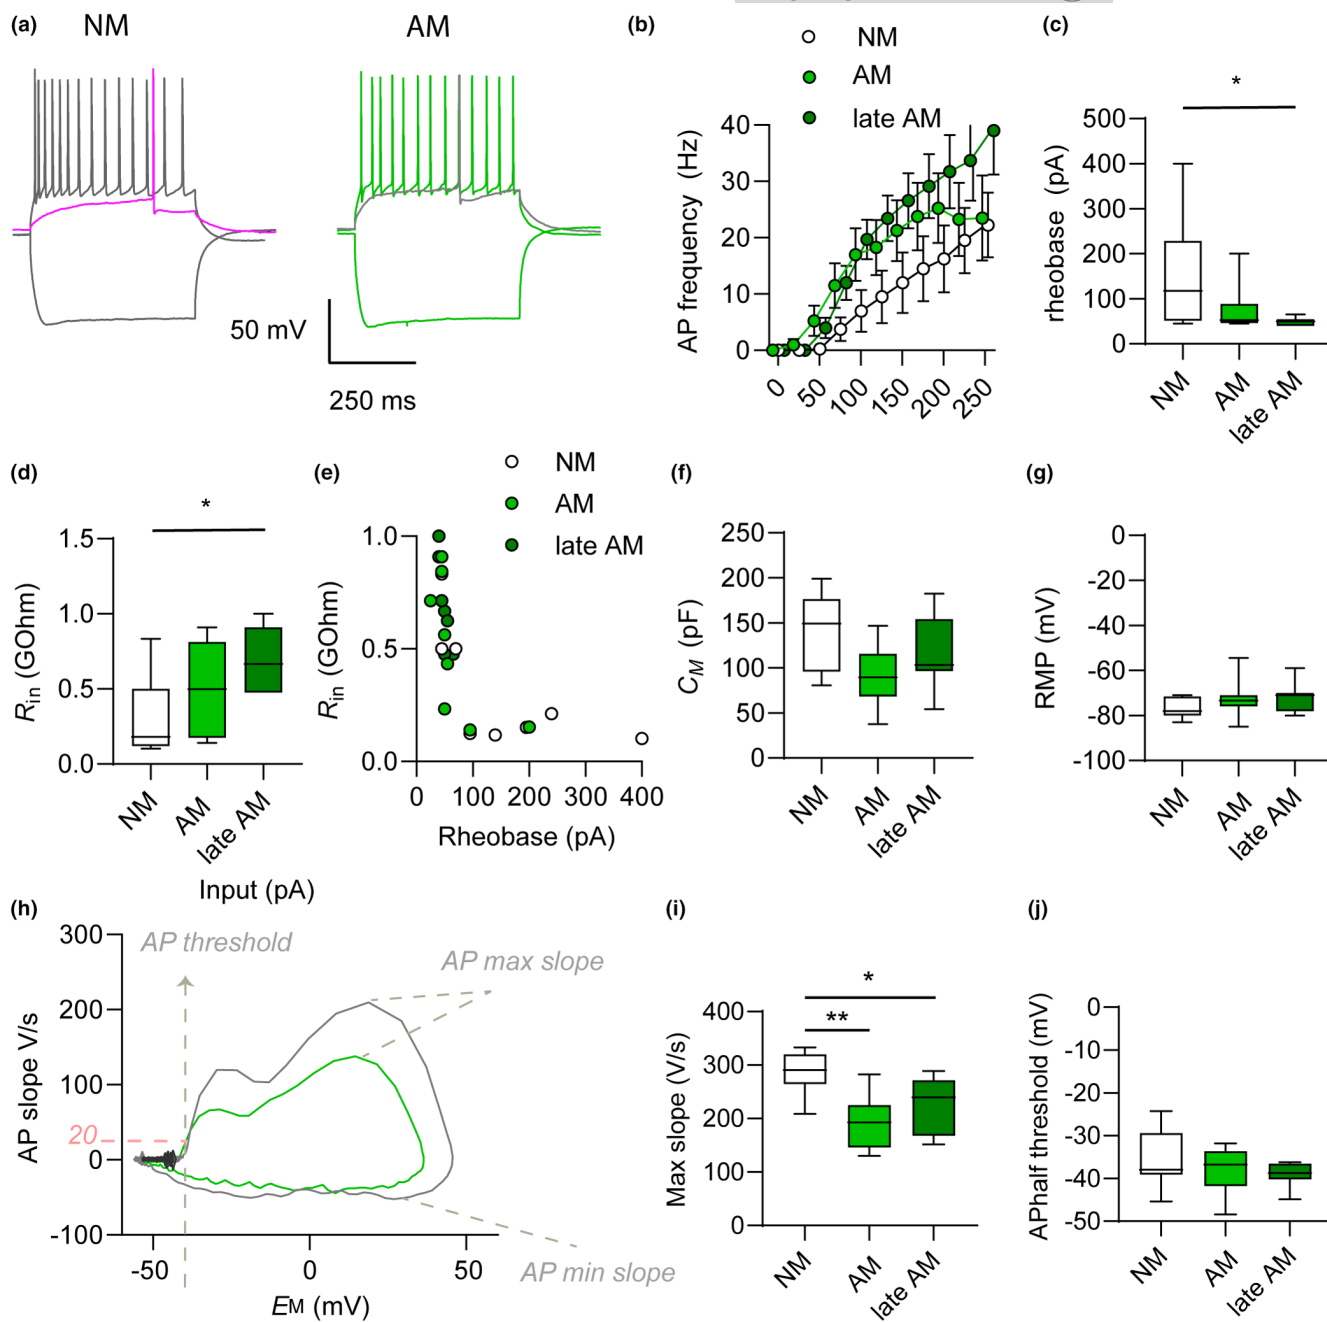 (a)
NM
AM
50 mV
250 ms
(b)
NM
AM
late AM
AP frequency (Hz)
40
30
20
10
0
0
50
100
150
200
250
(c)
*
rheobase (pA)
500
400
300
200
100
0
NM
AM
late AM
(d)
*
Rin (GOhm)
1.5
1.0
0.5
0.0
NM
AM
late AM
Input (pA)
(e)
NM
AM
late AM
Rin (GOhm)
1.0
0.5
0.0
0
100
200
300
400
Rheobase (pA)
(f)
CM (pF)
250
200
150
100
50
0
NM
AM
late AM
(g)
RMP (mV)
0
-20
-40
-60
-80
-100
NM
AM
late AM
(h)
AP slope V/s
300
200
100
20
0
-100
AP threshold
AP max slope
AP min slope
-50
0
50
EM (mV)
(i)
*
**
Max slope (V/s)
400
300
200
100
0
NM
AM
late AM
(j)
APhalf threshold (mV)
0
-10
-20
-30
-40
-50
NM
AM
late AM